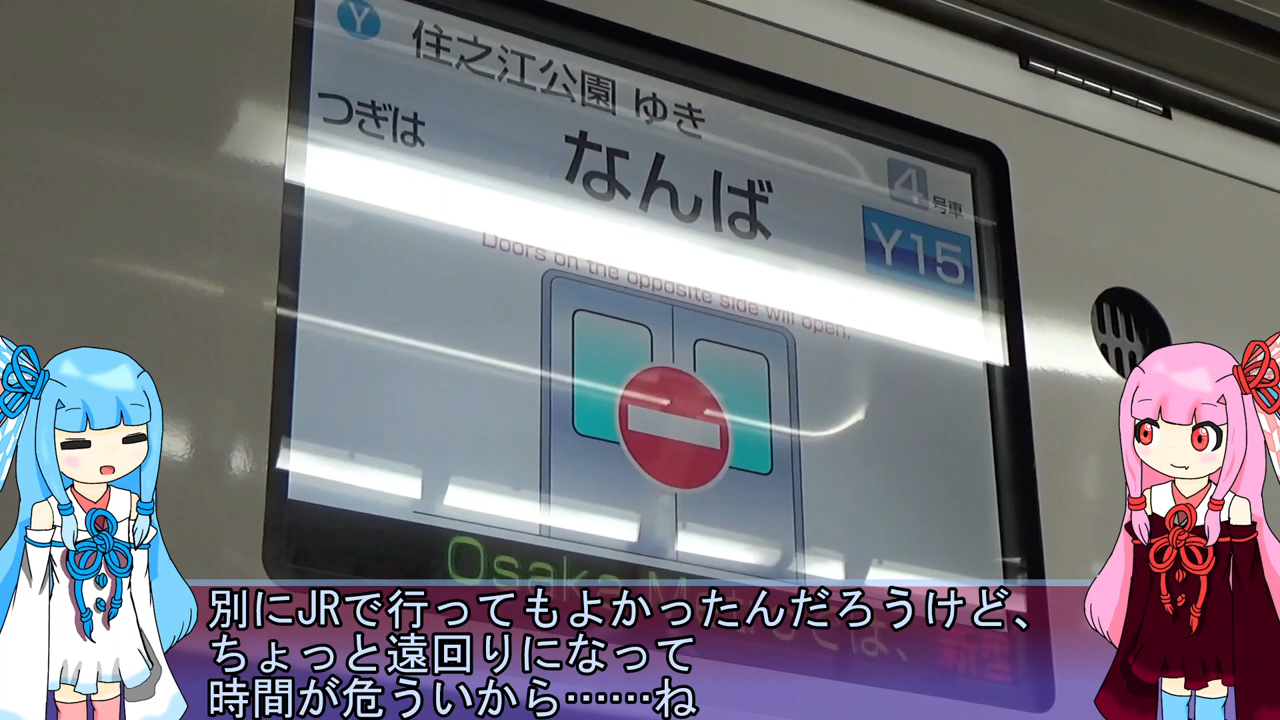 Y 住之江公園 ゆき
つぎは なんば
4 号車
Y15
Doors on the opposite side will open.
Osaka M
別にJRで行ってもよかったんだろうけど、
ちょっと遠回りになって
時間が危ういから……ね